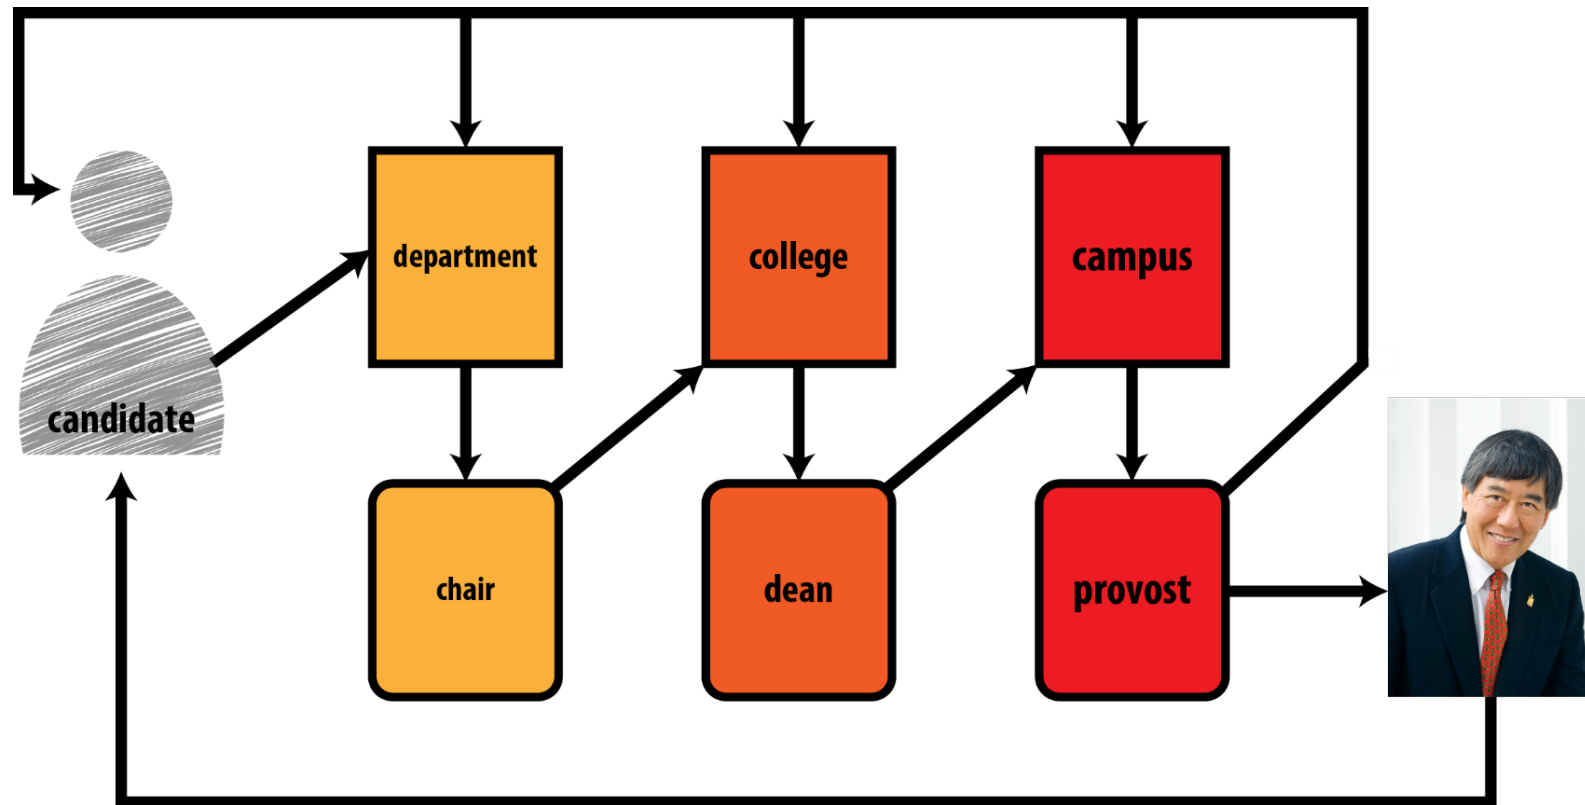 department
college
campus
candidate
chair
dean
provost